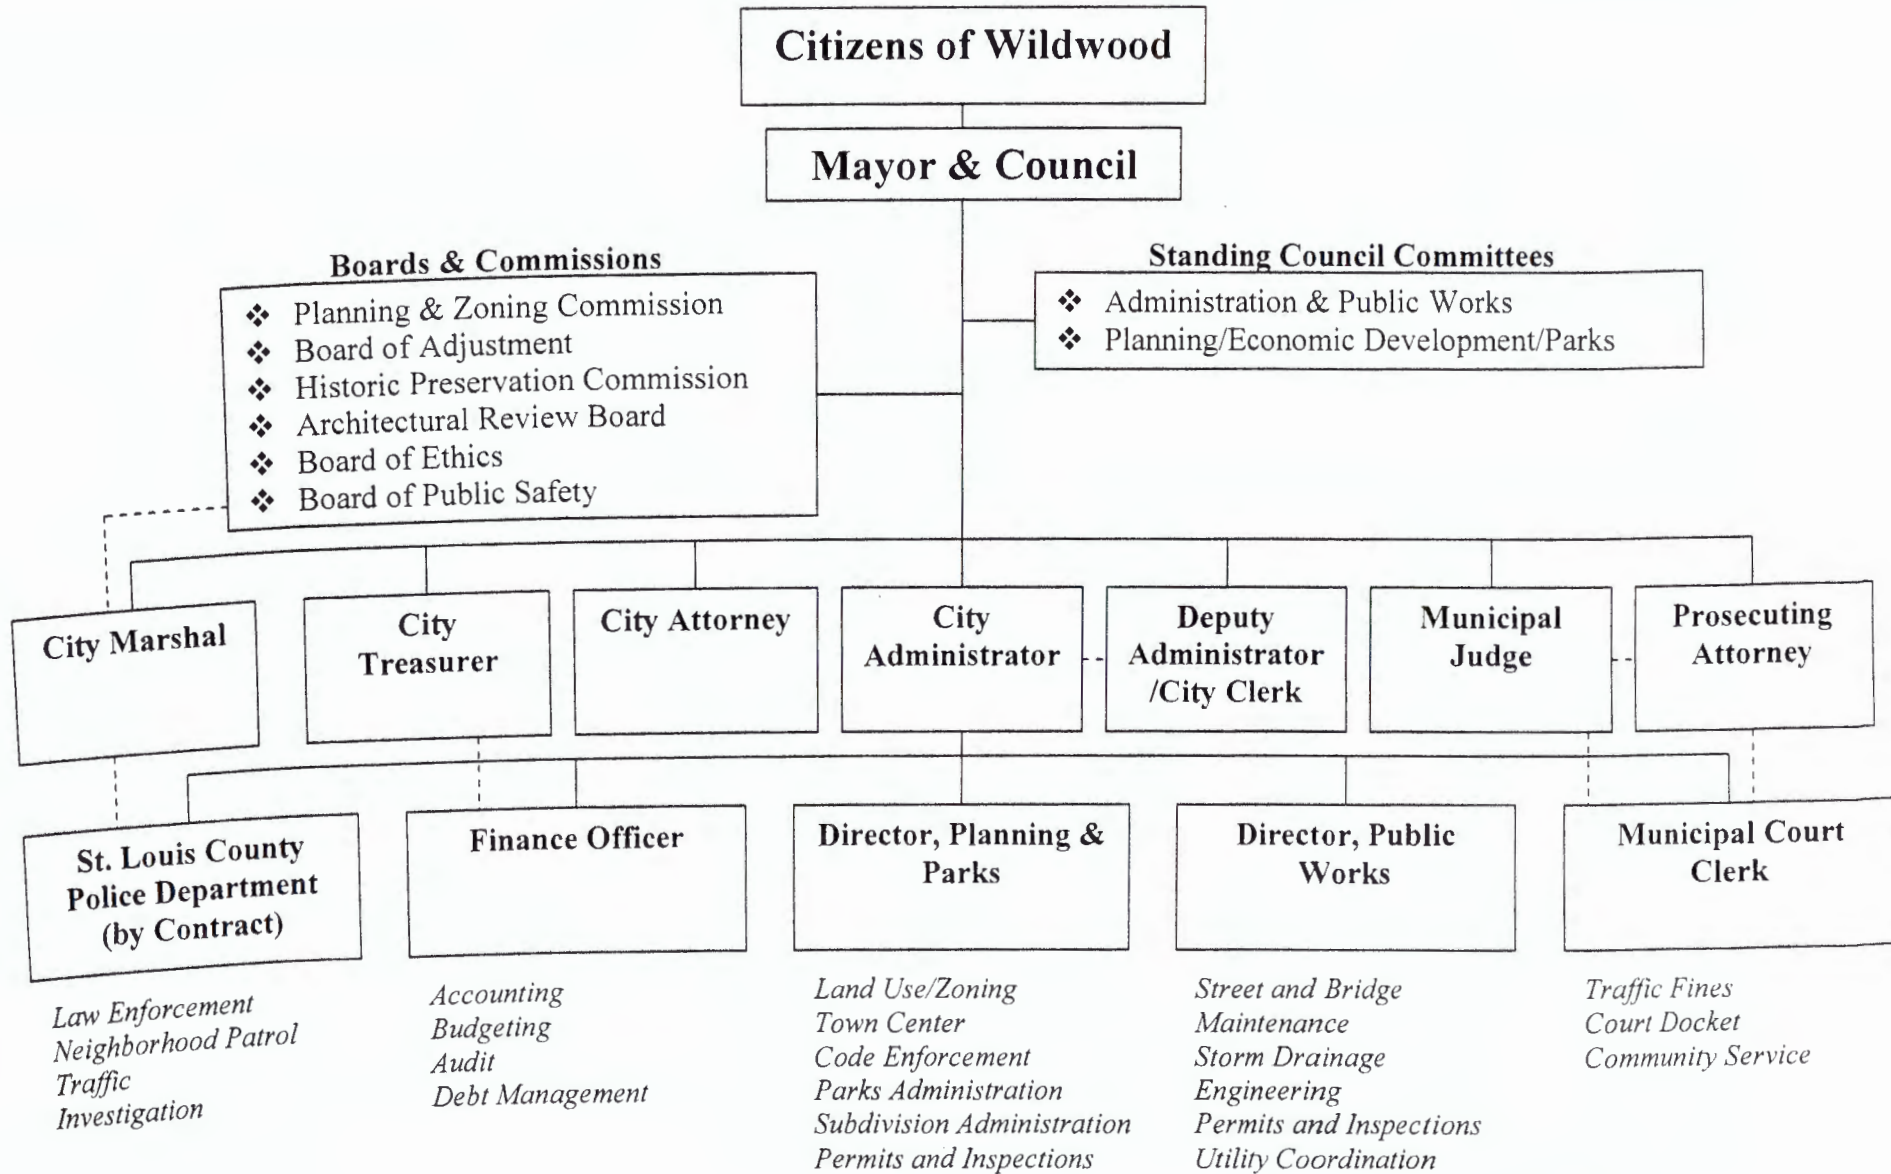 Citizens of Wildwood
Mayor & Council
Boards & Commissions
❖ Planning & Zoning Commission
❖ Board of Adjustment
❖ Historic Preservation Commission
❖ Architectural Review Board
❖ Board of Ethics
❖ Board of Public Safety
Standing Council Committees
❖ Administration & Public Works
❖ Planning/Economic Development/Parks
City Marshal
City
Treasurer
City Attorney
City
Administrator
Deputy
Administrator
/City Clerk
Municipal
Judge
Prosecuting
Attorney
St. Louis County
Police Department
(by Contract)
Law Enforcement
Neighborhood Patrol
Traffic
Investigation
Finance Officer
Accounting
Budgeting
Audit
Debt Management
Director, Planning &
Parks
Land Use/Zoning
Town Center
Code Enforcement
Parks Administration
Subdivision Administration
Permits and Inspections
Director, Public
Works
Street and Bridge
Maintenance
Storm Drainage
Engineering
Permits and Inspections
Utility Coordination
Municipal Court
Clerk
Traffic Fines
Court Docket
Community Service